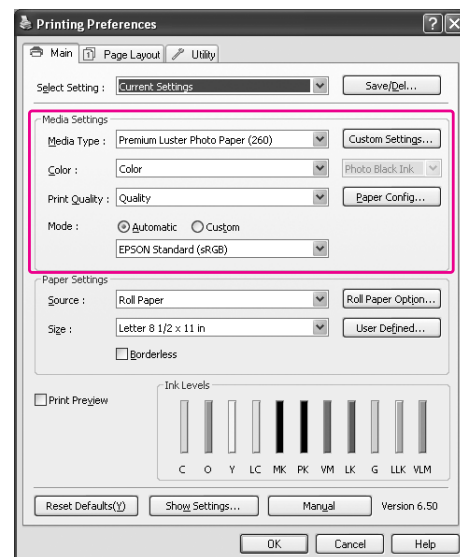 Printing Preferences
Main Page Layout Utility
Select Setting : Current Settings Save/Del...
Media Settings
Media Type : Premium Luster Photo Paper (260) Custom Settings...
Color : Color Photo Black Ink
Print Quality : Quality Paper Config...
Mode : Automatic Custom
EPSON Standard (sRGB)
Paper Settings
Source : Roll Paper Roll Paper Option...
Size : Letter 8 1/2 x 11 in User Defined...
Borderless
Print Preview
Ink Levels
C O Y LC MK PK VM LK G LLK VLM
Reset Defaults(Y) Show Settings... Manual Version 6.50
OK Cancel Help